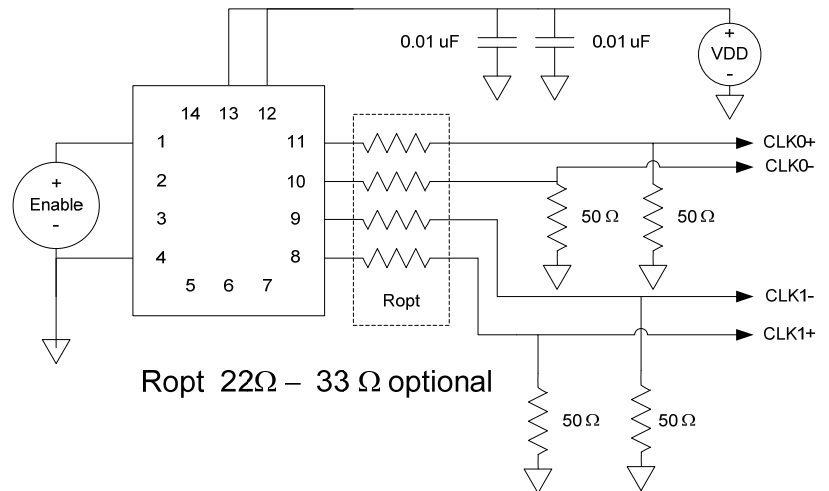 0.01 uF
0.01 uF
+
VDD
-
14 13 12
1
2
3
4
11
10
9
8
5 6 7
+
Enable
-
Ropt
CLK0+
CLK0-
50 Ω
50 Ω
CLK1-
CLK1+
Ropt 22Ω – 33 Ω optional
50 Ω
50 Ω